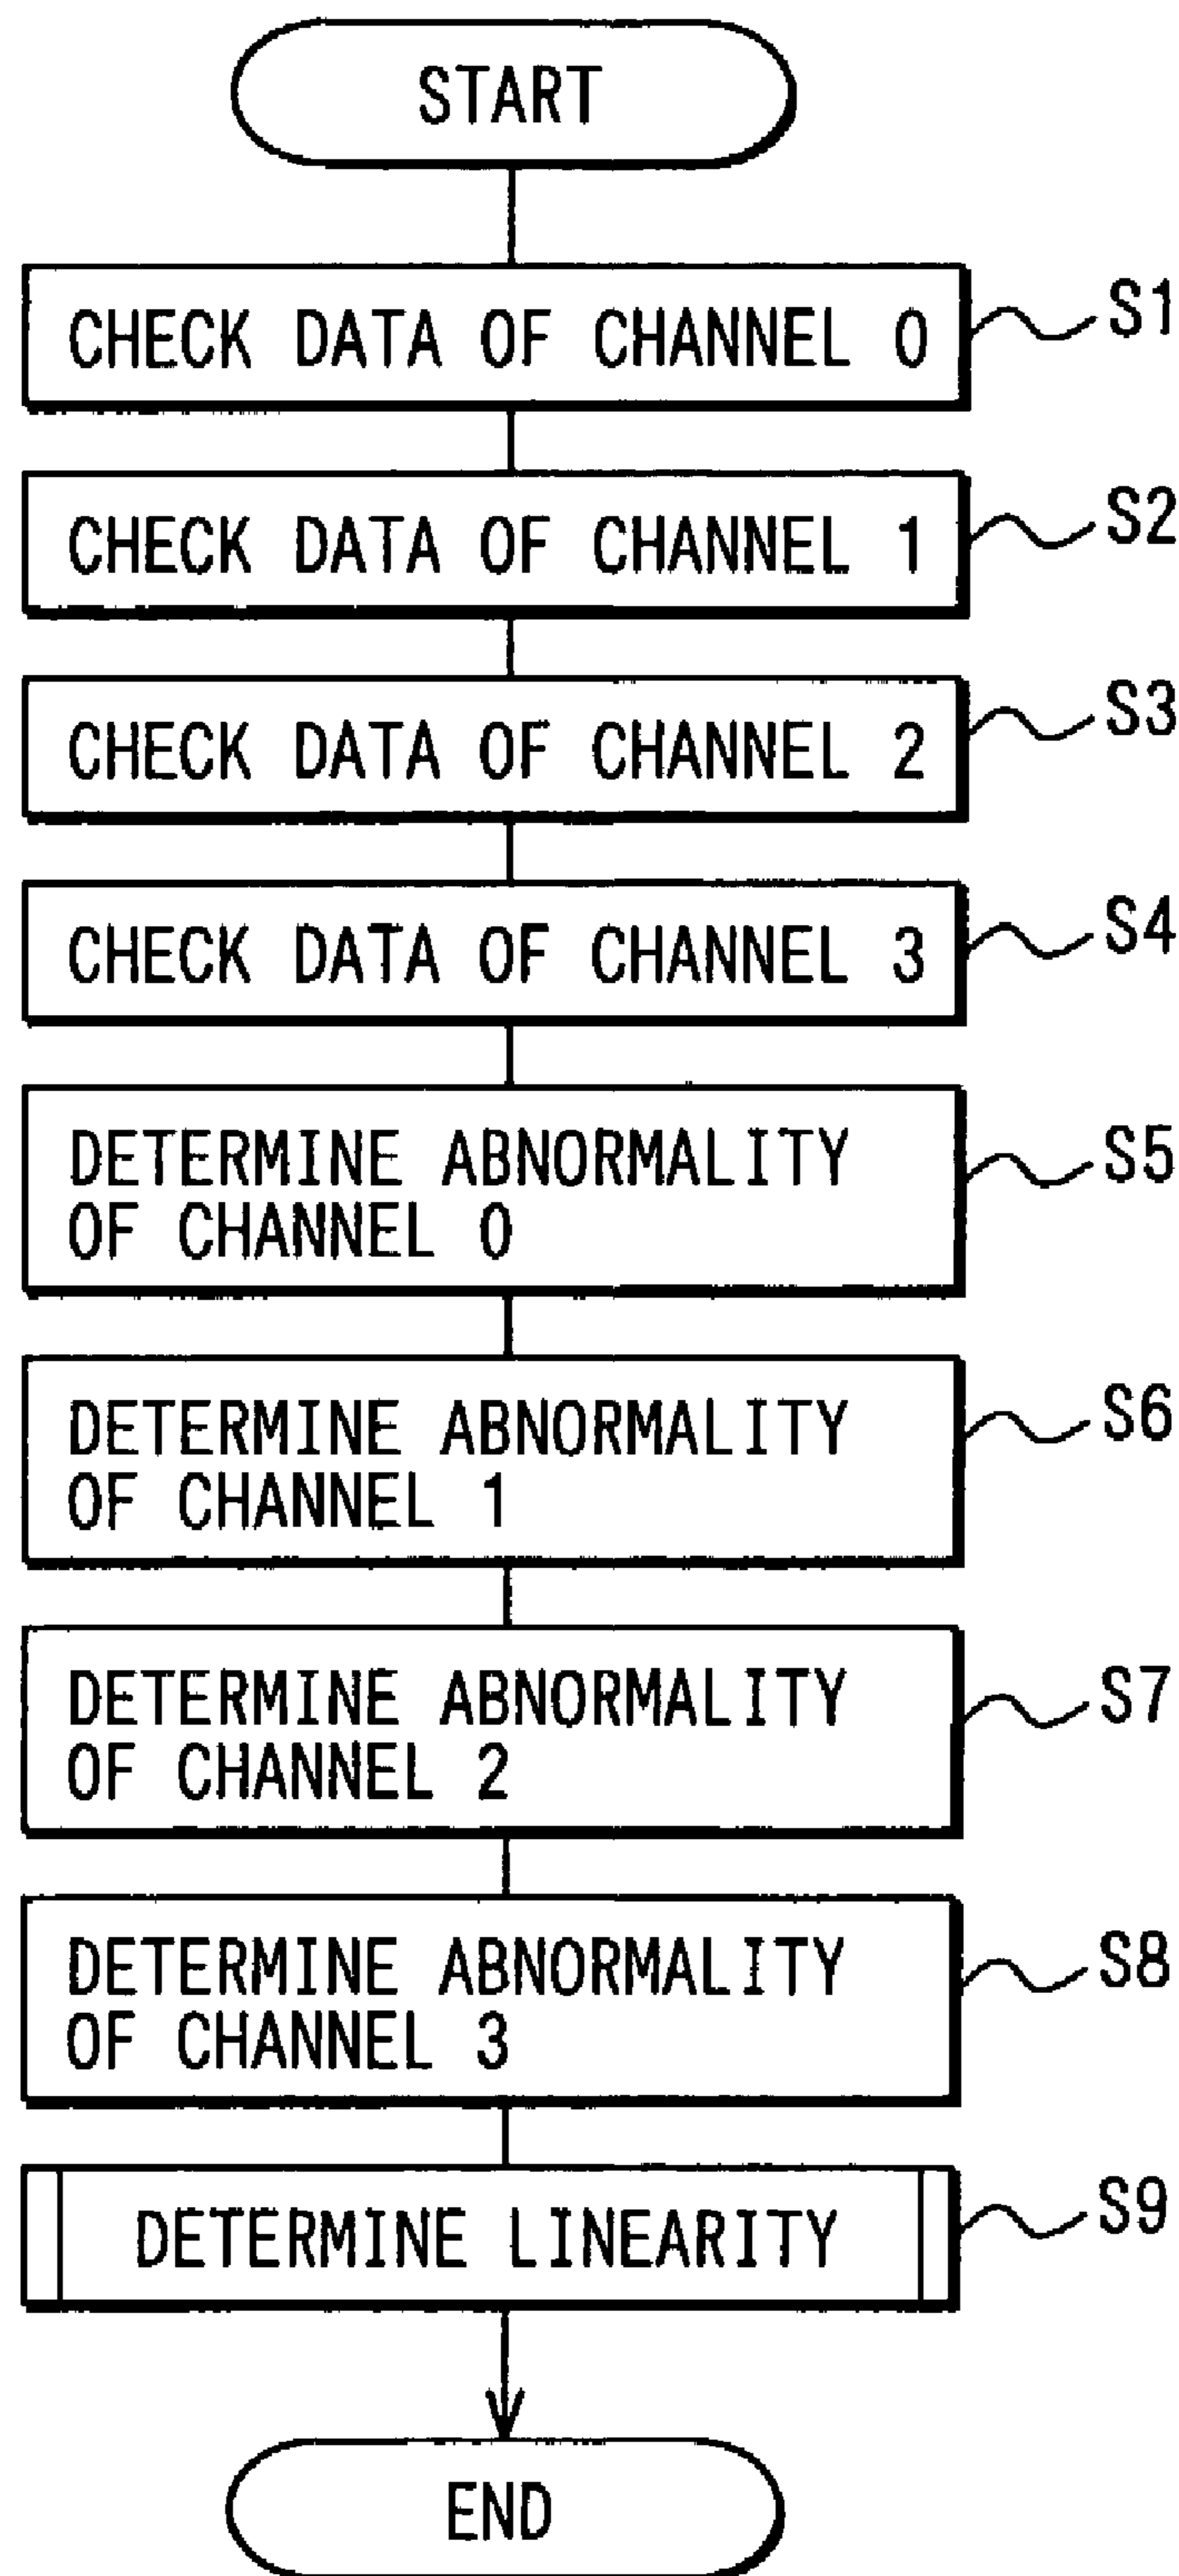 START
CHECK DATA OF CHANNEL 0
S1
CHECK DATA OF CHANNEL 1
S2
CHECK DATA OF CHANNEL 2
S3
CHECK DATA OF CHANNEL 3
S4
DETERMINE ABNORMALITY
OF CHANNEL 0
S5
DETERMINE ABNORMALITY
OF CHANNEL 1
S6
DETERMINE ABNORMALITY
OF CHANNEL 2
S7
DETERMINE ABNORMALITY
OF CHANNEL 3
S8
DETERMINE LINEARITY
S9
END